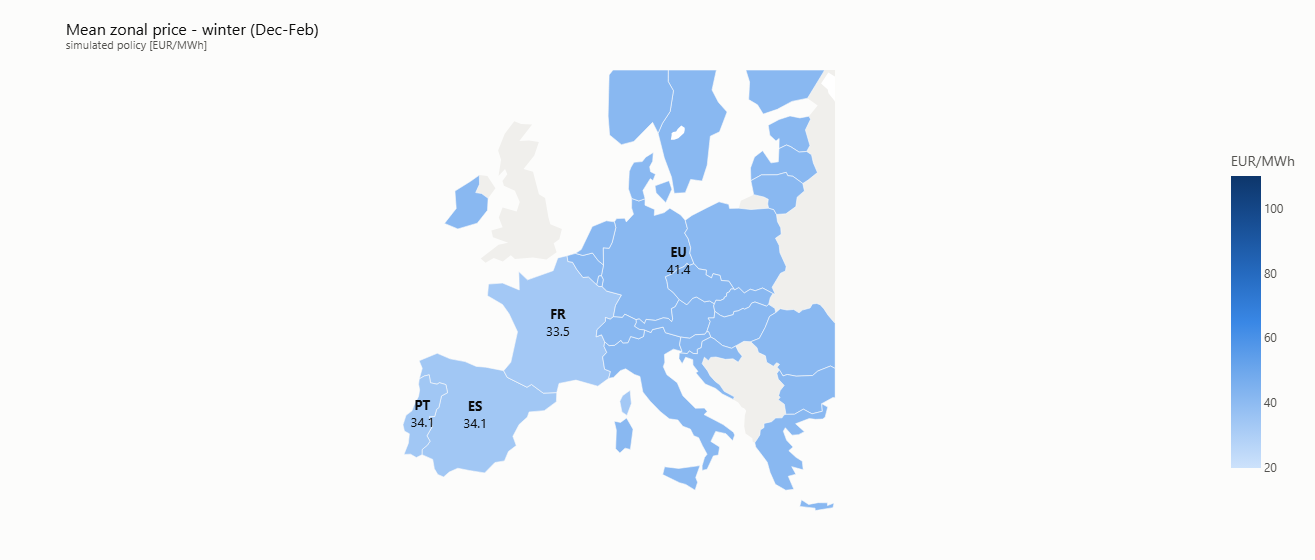 Mean zonal price - winter (Dec-Feb)
simulated policy [EUR/MWh]
EUR/MWh
100
80
60
40
20
EU
41.4
FR
33.5
PT
34.1
ES
34.1